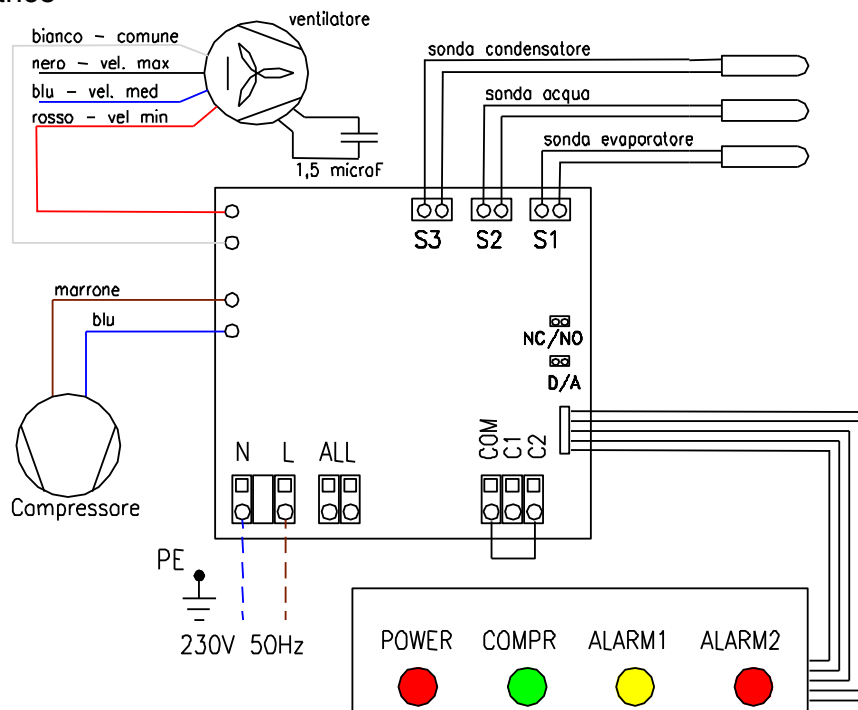 ventilatore
bianco - comune
nero - vel. max
blu - vel. med
rosso - vel min
1,5 microF
sonda condensatore
sonda acqua
sonda evaporatore
S3 S2 S1
marrone
blu
NC/NO
D/A
Compressore
N L ALL COM C1 C2
PE
230V 50Hz
POWER COMPR ALARM1 ALARM2